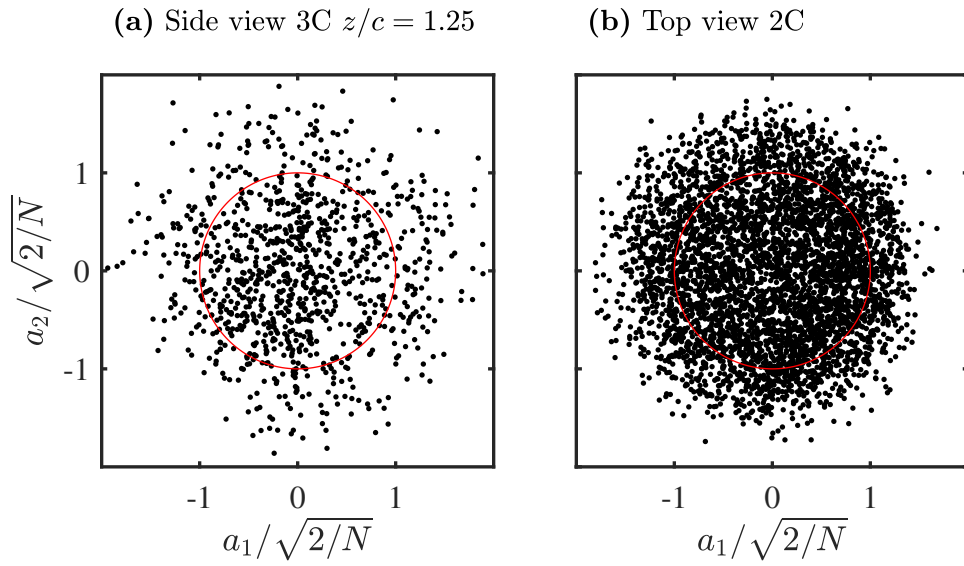 (a) Side view 3C z/c = 1.25
(b) Top view 2C
a₂/√2/N
1
0
-1
-1 0 1
a₁/√2/N
-1 0 1
a₁/√2/N